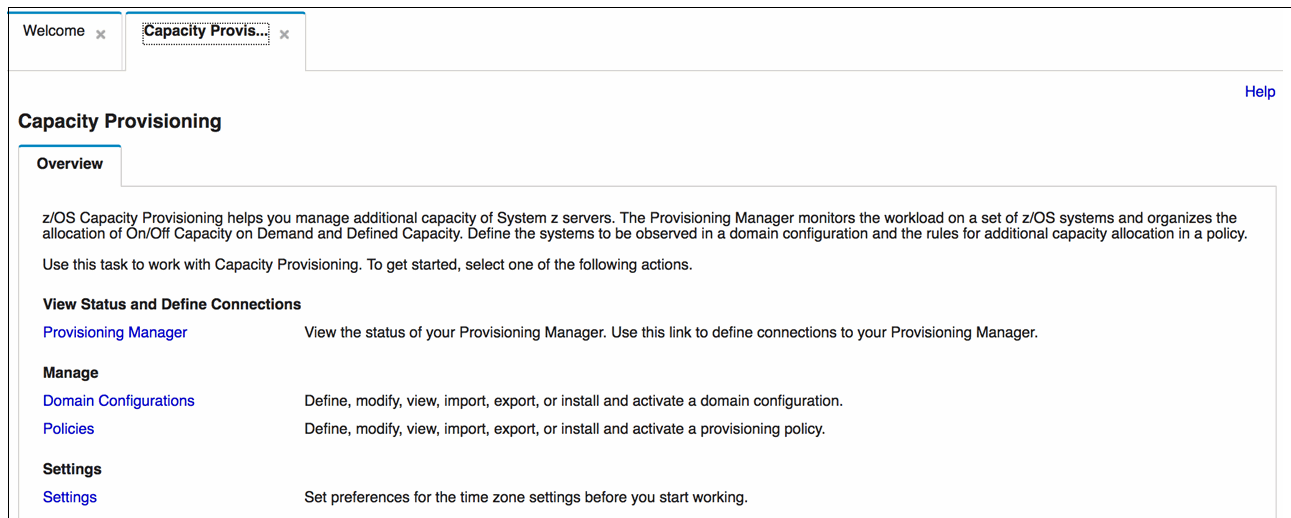 Welcome ×
Capacity Provis... ×
Help
Capacity Provisioning
Overview
z/OS Capacity Provisioning helps you manage additional capacity of System z servers. The Provisioning Manager monitors the workload on a set of z/OS systems and organizes the
allocation of On/Off Capacity on Demand and Defined Capacity. Define the systems to be observed in a domain configuration and the rules for additional capacity allocation in a policy.
Use this task to work with Capacity Provisioning. To get started, select one of the following actions.
View Status and Define Connections
Provisioning Manager View the status of your Provisioning Manager. Use this link to define connections to your Provisioning Manager.
Manage
Domain Configurations Define, modify, view, import, export, or install and activate a domain configuration.
Policies Define, modify, view, import, export, or install and activate a provisioning policy.
Settings
Settings Set preferences for the time zone settings before you start working.